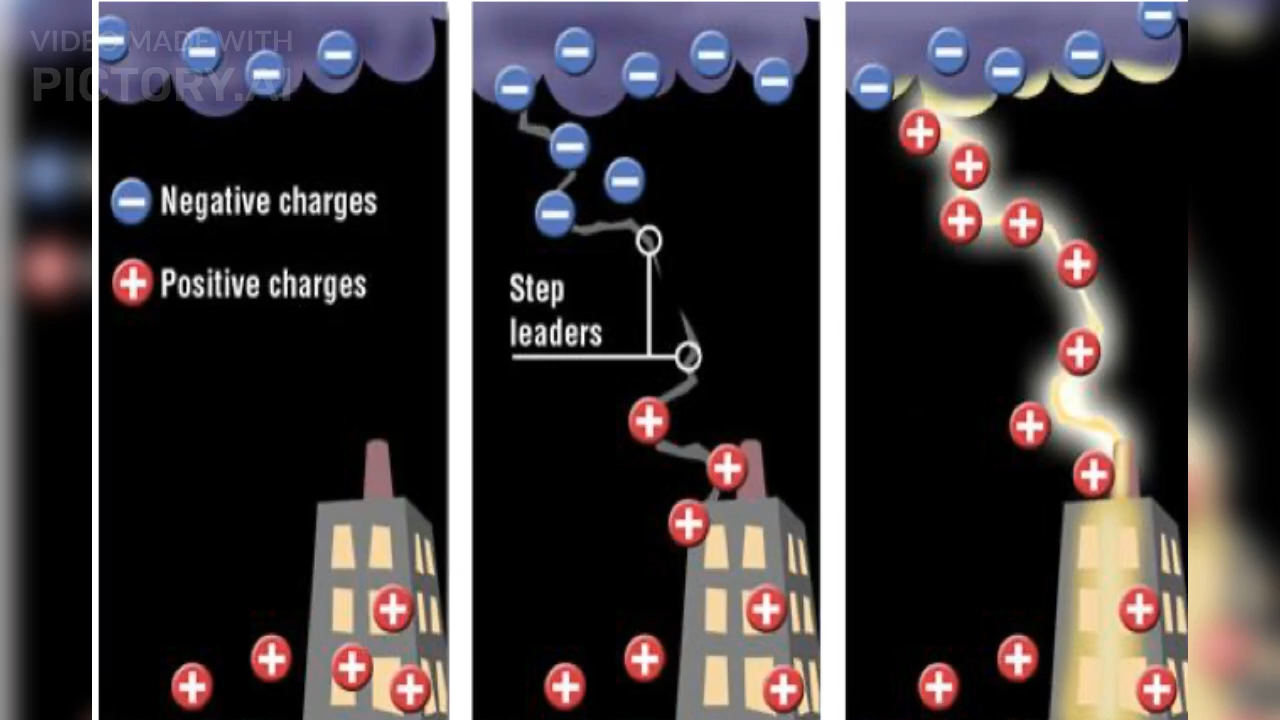 VIDEO MADE WITH
PICTORY.AI
Negative charges
Positive charges
Step
leaders